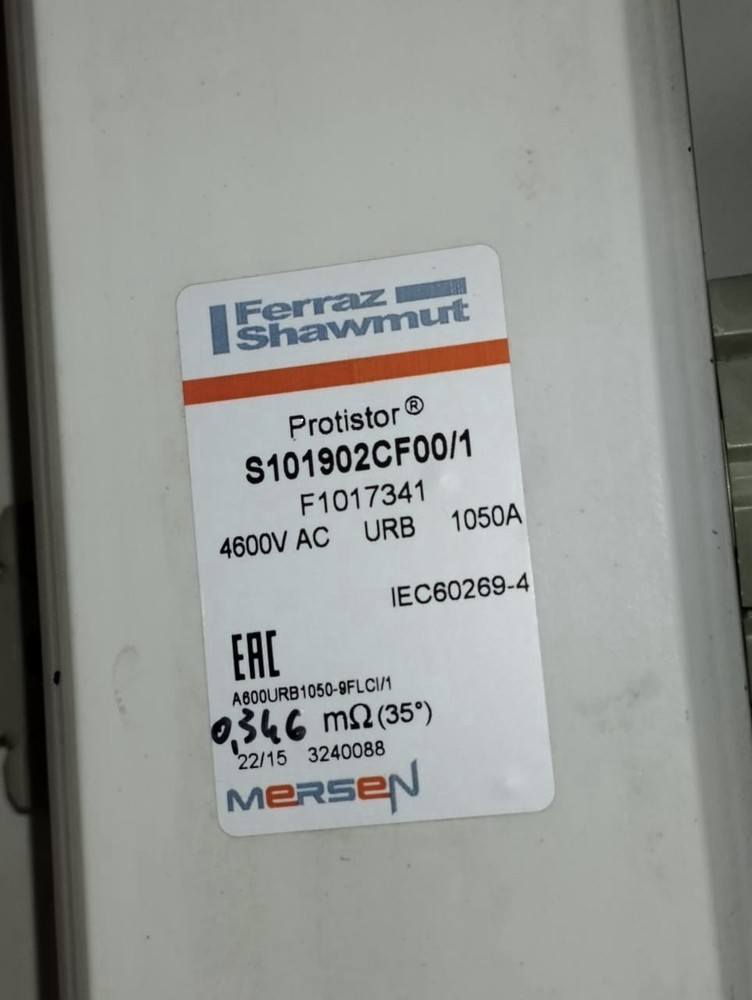 Ferraz
Shawmut
Protistor®
S101902CF00/1
F1017341
4600V AC URB 1050A
IEC60269-4
EAC
A600URB1050-9FLCI/1
0,346 mΩ(35°)
22/15 3240088
MERSEN